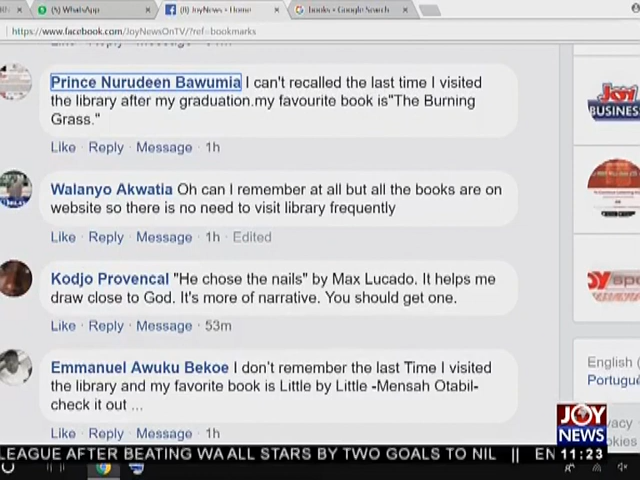 (5) WhatsApp
(8) JoyNews - Home
books - Google Search
https://www.facebook.com/JoyNewsOnTV/?ref=bookmarks
Prince Nurudeen Bawumia I can't recalled the last time I visited
the library after my graduation.my favourite book is"The Burning
Grass."
Like · Reply · Message · 1h
Walanyo Akwatia Oh can I remember at all but all the books are on
website so there is no need to visit library frequently
Like · Reply · Message · 1h · Edited
Kodjo Provencal "He chose the nails" by Max Lucado. It helps me
draw close to God. It's more of narrative. You should get one.
Like · Reply · Message · 53m
Emmanuel Awuku Bekoe I don't remember the last Time I visited
the library and my favorite book is Little by Little -Mensah Otabil-
check it out ...
Like · Reply · Message · 1h
JOY
BUSINES
English
Portugu
JOY
NEWS
11:23
LEAGUE AFTER BEATING WA ALL STARS BY TWO GOALS TO NIL || EN